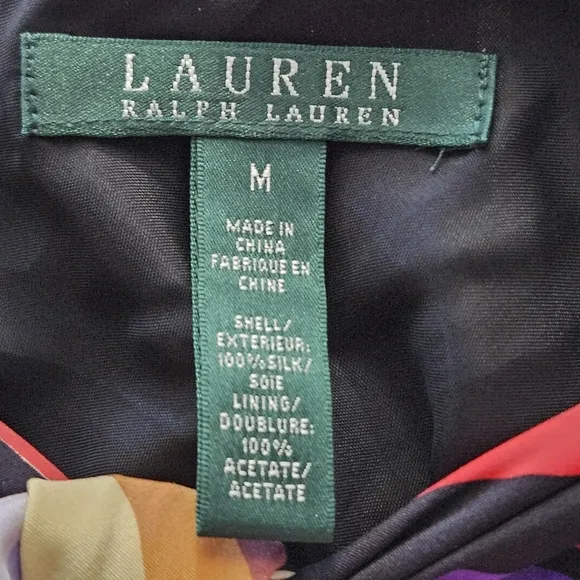 LAUREN
RALPH LAUREN
M
MADE IN
CHINA
FABRIQUE EN
CHINE
SHELL/
EXTERIEUR:
100%SILK/
SOIE
LINING/
DOUBLURE:
100%
ACETATE/
ACETATE